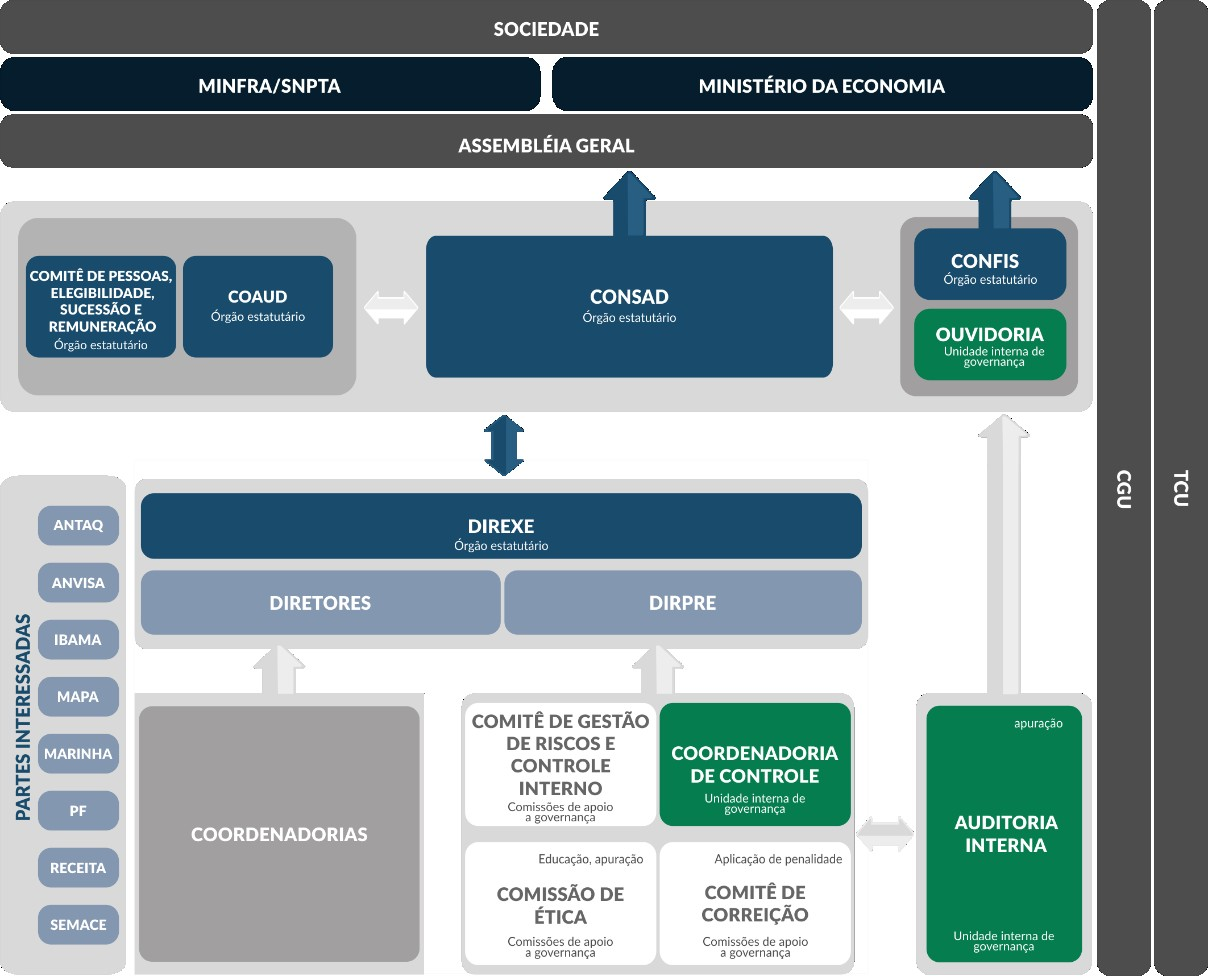 SOCIEDADE
MINFRA/SNPTA
MINISTÉRIO DA ECONOMIA
ASSEMBLÉIA GERAL
COMITÊ DE PESSOAS,
ELEGIBILIDADE,
SUCESSÃO E
REMUNERAÇÃO
Órgão estatutário
COAUD
Órgão estatutário
CONSAD
Órgão estatutário
CONFIS
Órgão estatutário
OUVIDORIA
Unidade interna de
governança
CGU
TCU
PARTES INTERESSADAS
ANTAQ
ANVISA
IBAMA
MAPA
MARINHA
PF
RECEITA
SEMACE
DIREXE
Órgão estatutário
DIRETORES
DIRPRE
COORDENADORIAS
COMITÊ DE GESTÃO
DE RISCOS E
CONTROLE
INTERNO
Comissões de apoio
a governança
COORDENADORIA
DE CONTROLE
Unidade interna de
governança
Educação, apuração
COMISSÃO DE
ÉTICA
Comissões de apoio
a governança
Aplicação de penalidade
COMITÊ DE
CORREIÇÃO
Comissões de apoio
a governança
apuração
AUDITORIA
INTERNA
Unidade interna de
governança